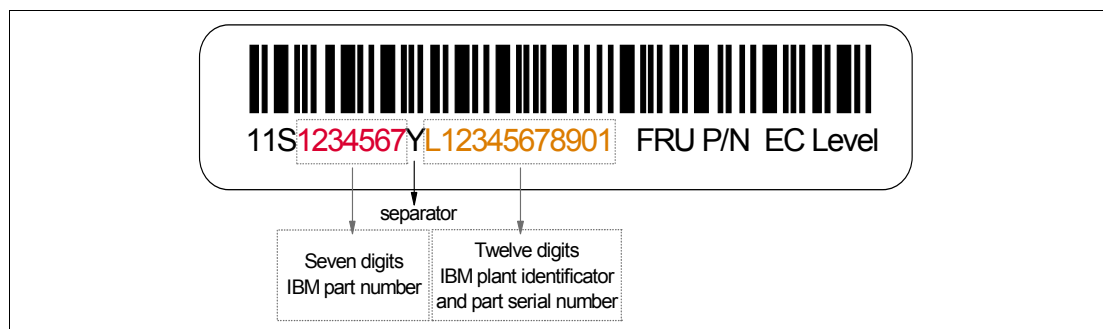 11S1234567YL12345678901 FRU P/N EC Level
separator
Seven digits
IBM part number
Twelve digits
IBM plant identificator
and part serial number